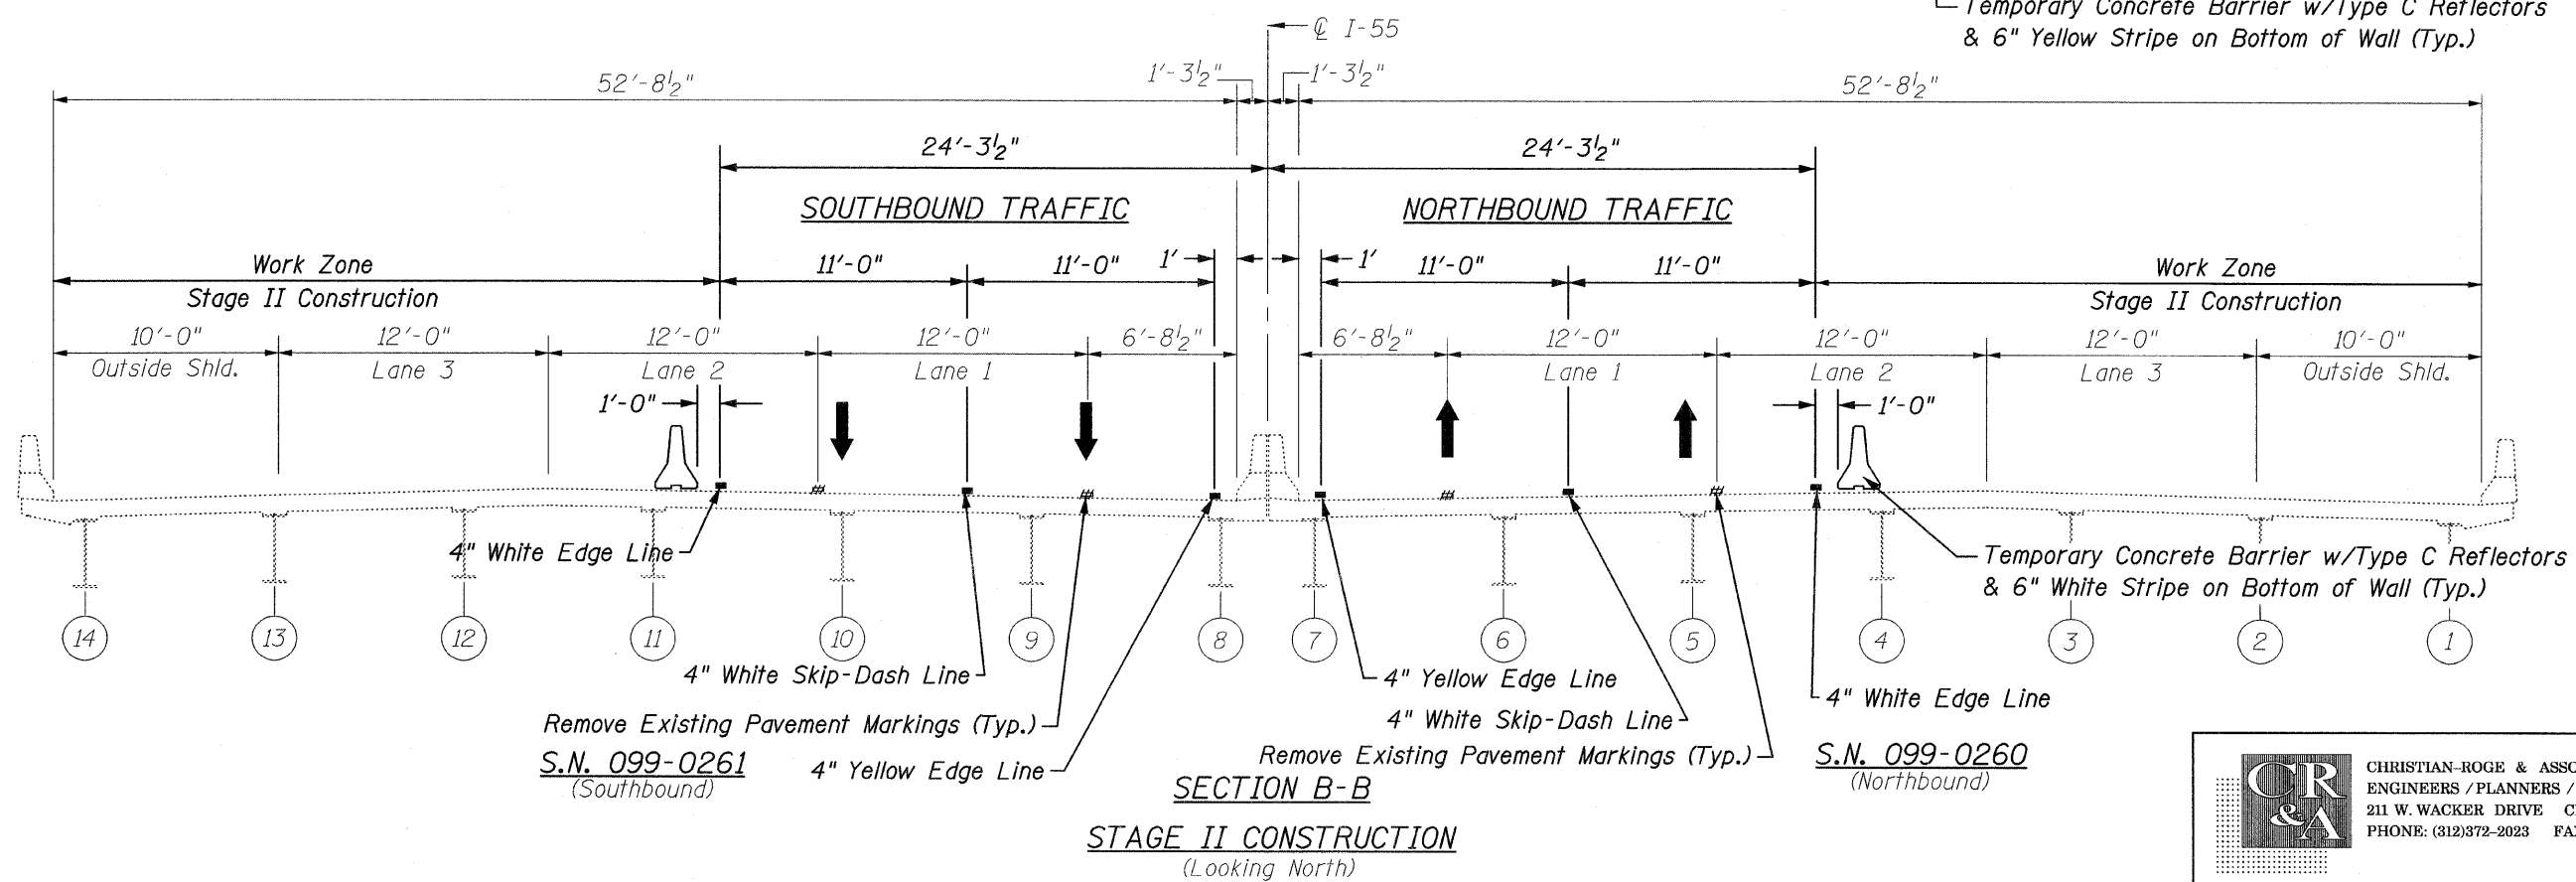 Temporary Concrete Barrier w/Type C Reflectors
& 6" Yellow Stripe on Bottom of Wall (Typ.)
℄ I-55
52'-8½" 1'-3½" 1'-3½" 52'-8½"
24'-3½" 24'-3½"
SOUTHBOUND TRAFFIC NORTHBOUND TRAFFIC
Work Zone 11'-0" 11'-0" 1' 1' 11'-0" 11'-0" Work Zone
Stage II Construction Stage II Construction
10'-0" 12'-0" 12'-0" 12'-0" 6'-8½" 6'-8½" 12'-0" 12'-0" 12'-0" 10'-0"
Outside Shld. Lane 3 Lane 2 Lane 1 Lane 1 Lane 2 Lane 3 Outside Shld.
1'-0" 1'-0"
4" White Edge Line
Temporary Concrete Barrier w/Type C Reflectors
& 6" White Stripe on Bottom of Wall (Typ.)
14 13 12 11 10 9 8 7 6 5 4 3 2 1
4" White Skip-Dash Line
4" Yellow Edge Line
4" White Edge Line
Remove Existing Pavement Markings (Typ.)
4" White Skip-Dash Line
Remove Existing Pavement Markings (Typ.)
S.N. 099-0261
(Southbound)
4" Yellow Edge Line
S.N. 099-0260
(Northbound)
SECTION B-B
STAGE II CONSTRUCTION
(Looking North)
CR
&A
CHRISTIAN-ROGE & ASSO
ENGINEERS / PLANNERS /
211 W. WACKER DRIVE C
PHONE: (312)372-2023 FA